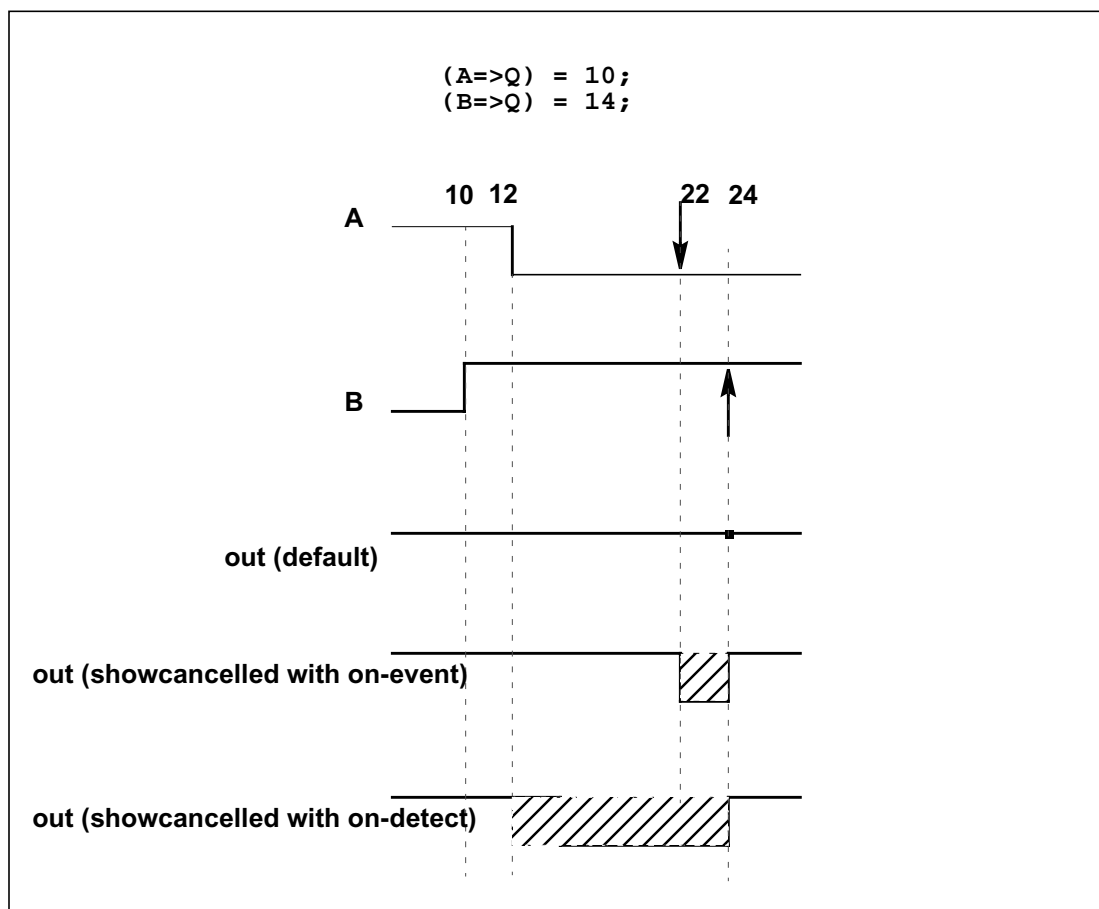 (A=>Q) = 10;
(B=>Q) = 14;
10 12 22 24
A
B
out (default)
out (showcancelled with on-event)
out (showcancelled with on-detect)